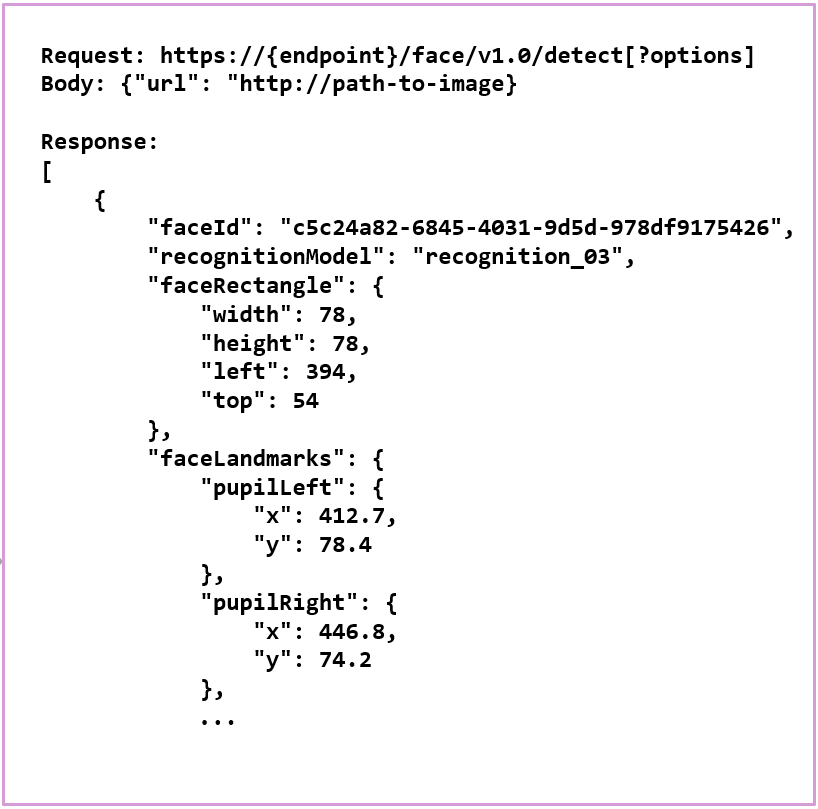 Request: https://{endpoint}/face/v1.0/detect[?options]
Body: {"url": "http://path-to-image}
Response:
[
{
"faceId": "c5c24a82-6845-4031-9d5d-978df9175426",
"recognitionModel": "recognition_03",
"faceRectangle": {
"width": 78,
"height": 78,
"left": 394,
"top": 54
},
"faceLandmarks": {
"pupilLeft": {
"x": 412.7,
"y": 78.4
},
"pupilRight": {
"x": 446.8,
"y": 74.2
},
...